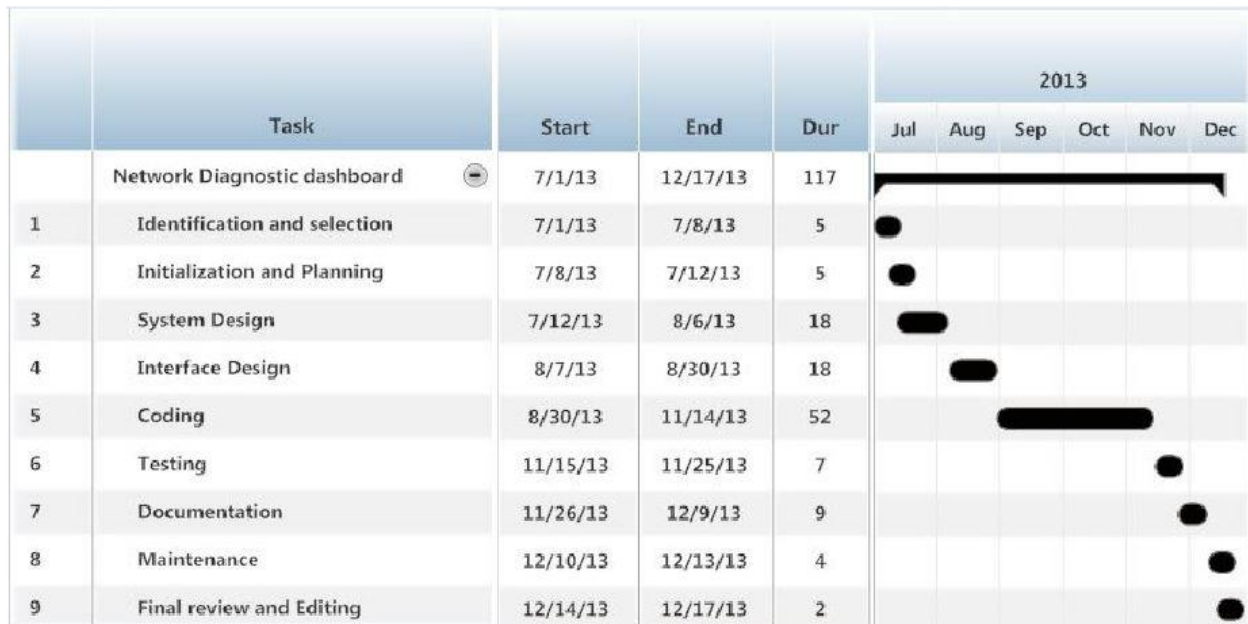 2013
Task Start End Dur Jul Aug Sep Oct Nov Dec
Network Diagnostic dashboard 7/1/13 12/17/13 117
1 Identification and selection 7/1/13 7/8/13 5
2 Initialization and Planning 7/8/13 7/12/13 5
3 System Design 7/12/13 8/6/13 18
4 Interface Design 8/7/13 8/30/13 18
5 Coding 8/30/13 11/14/13 52
6 Testing 11/15/13 11/25/13 7
7 Documentation 11/26/13 12/9/13 9
8 Maintenance 12/10/13 12/13/13 4
9 Final review and Editing 12/14/13 12/17/13 2